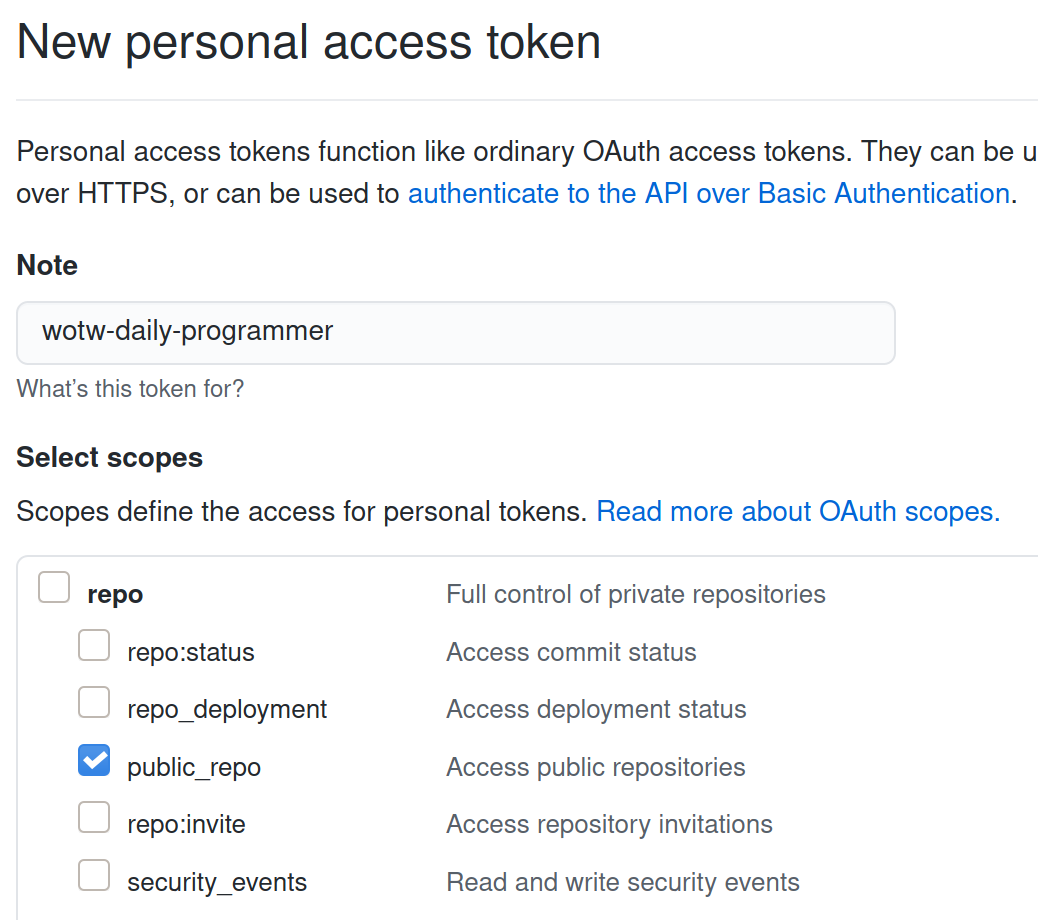 New personal access token
Personal access tokens function like ordinary OAuth access tokens. They can be u
over HTTPS, or can be used to authenticate to the API over Basic Authentication.
Note
wotw-daily-programmer
What’s this token for?
Select scopes
Scopes define the access for personal tokens. Read more about OAuth scopes.
repo Full control of private repositories
repo:status Access commit status
repo_deployment Access deployment status
public_repo Access public repositories
repo:invite Access repository invitations
security_events Read and write security events